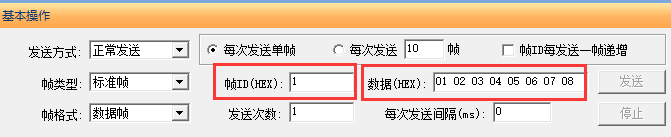 基本操作
发送方式: 正常发送 每次发送单帧 每次发送 10 帧 帧ID每发送一帧递增
帧类型: 标准帧 帧ID(HEX): 1 数据(HEX): 01 02 03 04 05 06 07 08 发送
帧格式: 数据帧 发送次数: 1 每次发送间隔(ms): 0 停止